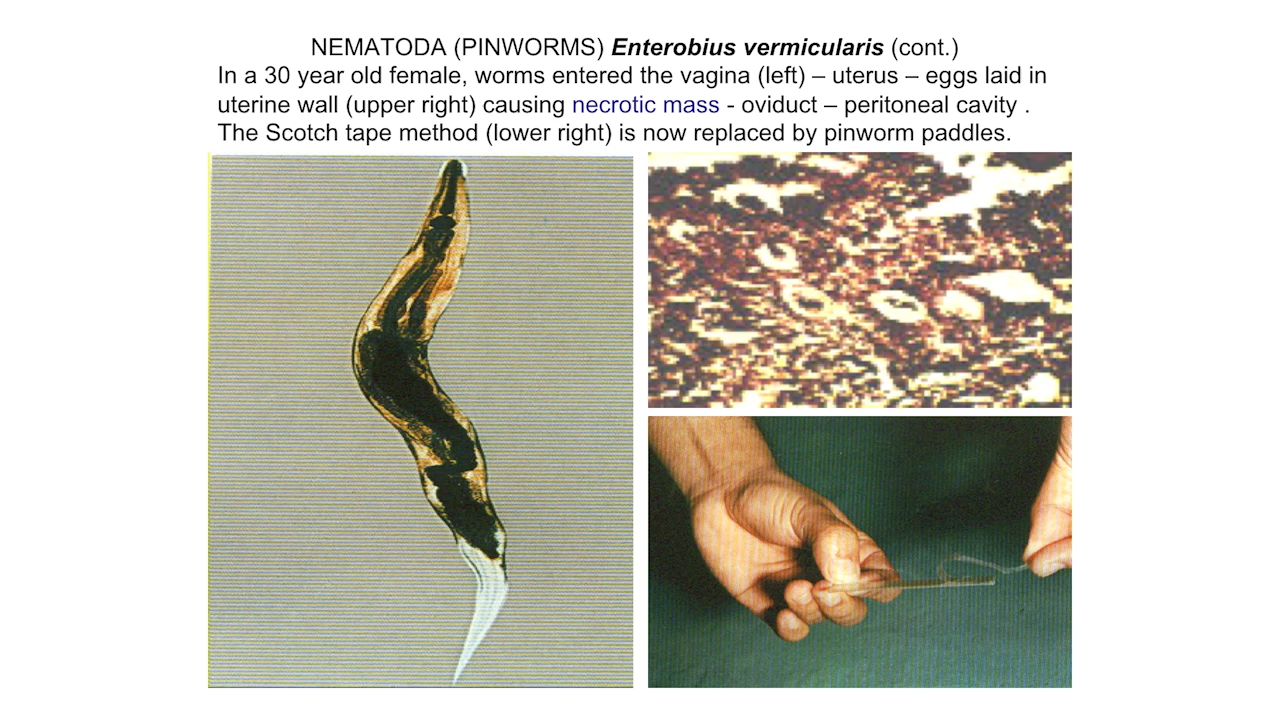 NEMATODA (PINWORMS) Enterobius vermicularis (cont.)
In a 30 year old female, worms entered the vagina (left) – uterus – eggs laid in
uterine wall (upper right) causing necrotic mass - oviduct – peritoneal cavity .
The Scotch tape method (lower right) is now replaced by pinworm paddles.